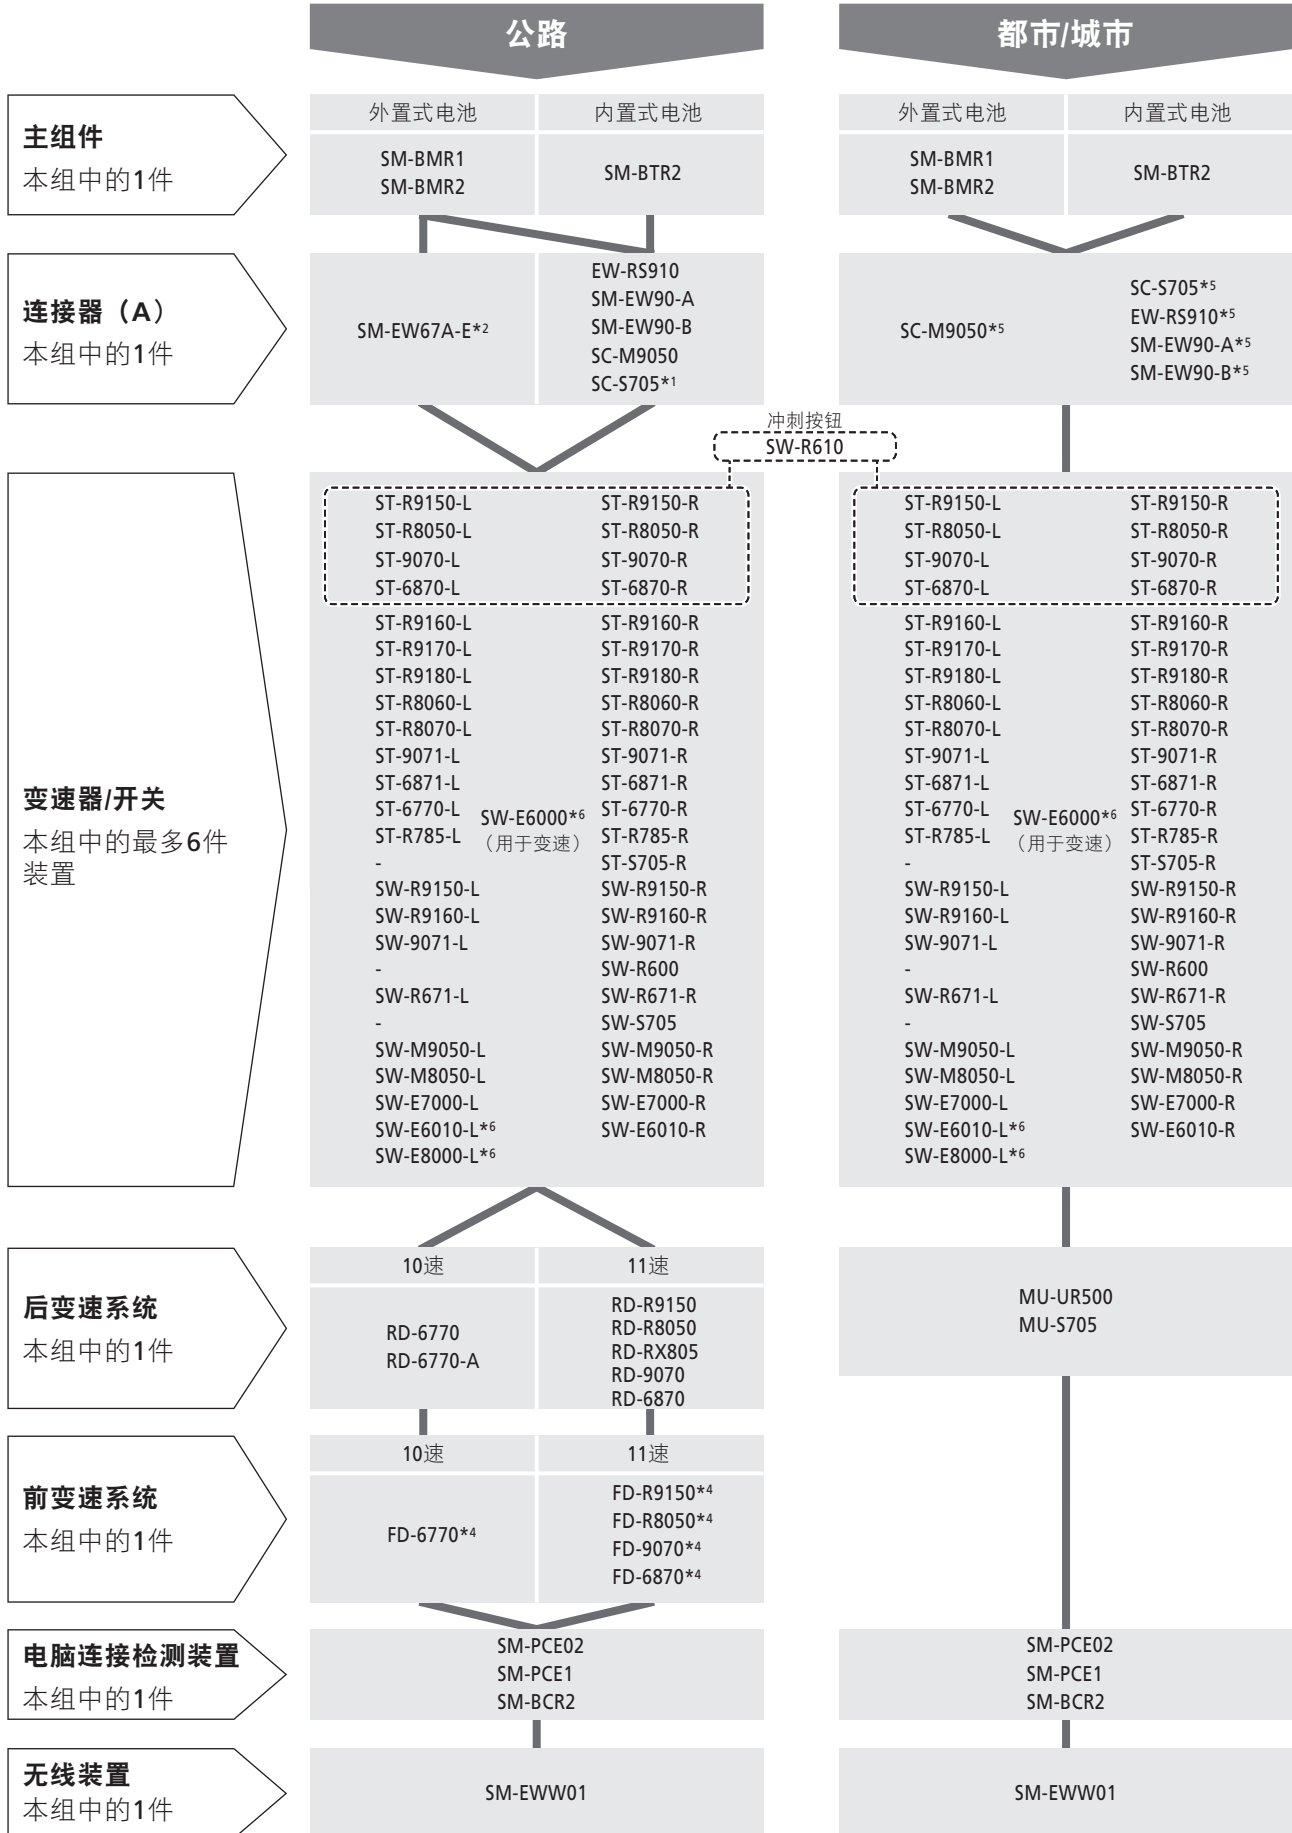 公路
都市/城市
主组件
本组中的1件
外置式电池
内置式电池
SM-BMR1
SM-BMR2
SM-BTR2
外置式电池
内置式电池
SM-BMR1
SM-BMR2
SM-BTR2
连接器（A）
本组中的1件
SM-EW67A-E*2
EW-RS910
SM-EW90-A
SM-EW90-B
SC-M9050
SC-S705*1
SC-M9050*5
SC-S705*5
EW-RS910*5
SM-EW90-A*5
SM-EW90-B*5
冲刺按钮
SW-R610
变速器/开关
本组中的最多6件
装置
ST-R9150-L ST-R9150-R
ST-R8050-L ST-R8050-R
ST-9070-L ST-9070-R
ST-6870-L ST-6870-R
ST-R9160-L ST-R9160-R
ST-R9170-L ST-R9170-R
ST-R9180-L ST-R9180-R
ST-R8060-L ST-R8060-R
ST-R8070-L ST-R8070-R
ST-9071-L ST-9071-R
ST-6871-L ST-6871-R
ST-6770-L ST-6770-R
SW-E6000*6
（用于变速）
ST-R785-L ST-R785-R
- ST-S705-R
SW-R9150-L SW-R9150-R
SW-R9160-L SW-R9160-R
SW-9071-L SW-9071-R
- SW-R600
SW-R671-L SW-R671-R
- SW-S705
SW-M9050-L SW-M9050-R
SW-M8050-L SW-M8050-R
SW-E7000-L SW-E7000-R
SW-E6010-L*6 SW-E6010-R
SW-E8000-L*6
ST-R9150-L ST-R9150-R
ST-R8050-L ST-R8050-R
ST-9070-L ST-9070-R
ST-6870-L ST-6870-R
ST-R9160-L ST-R9160-R
ST-R9170-L ST-R9170-R
ST-R9180-L ST-R9180-R
ST-R8060-L ST-R8060-R
ST-R8070-L ST-R8070-R
ST-9071-L ST-9071-R
ST-6871-L ST-6871-R
ST-6770-L ST-6770-R
SW-E6000*6
（用于变速）
ST-R785-L ST-R785-R
- ST-S705-R
SW-R9150-L SW-R9150-R
SW-R9160-L SW-R9160-R
SW-9071-L SW-9071-R
- SW-R600
SW-R671-L SW-R671-R
- SW-S705
SW-M9050-L SW-M9050-R
SW-M8050-L SW-M8050-R
SW-E7000-L SW-E7000-R
SW-E6010-L*6 SW-E6010-R
SW-E8000-L*6
后变速系统
本组中的1件
10速
11速
RD-6770
RD-6770-A
RD-R9150
RD-R8050
RD-RX805
RD-9070
RD-6870
MU-UR500
MU-S705
前变速系统
本组中的1件
10速
11速
FD-6770*4
FD-R9150*4
FD-R8050*4
FD-9070*4
FD-6870*4
电脑连接检测装置
本组中的1件
SM-PCE02
SM-PCE1
SM-BCR2
SM-PCE02
SM-PCE1
SM-BCR2
无线装置
本组中的1件
SM-EWW01
SM-EWW01